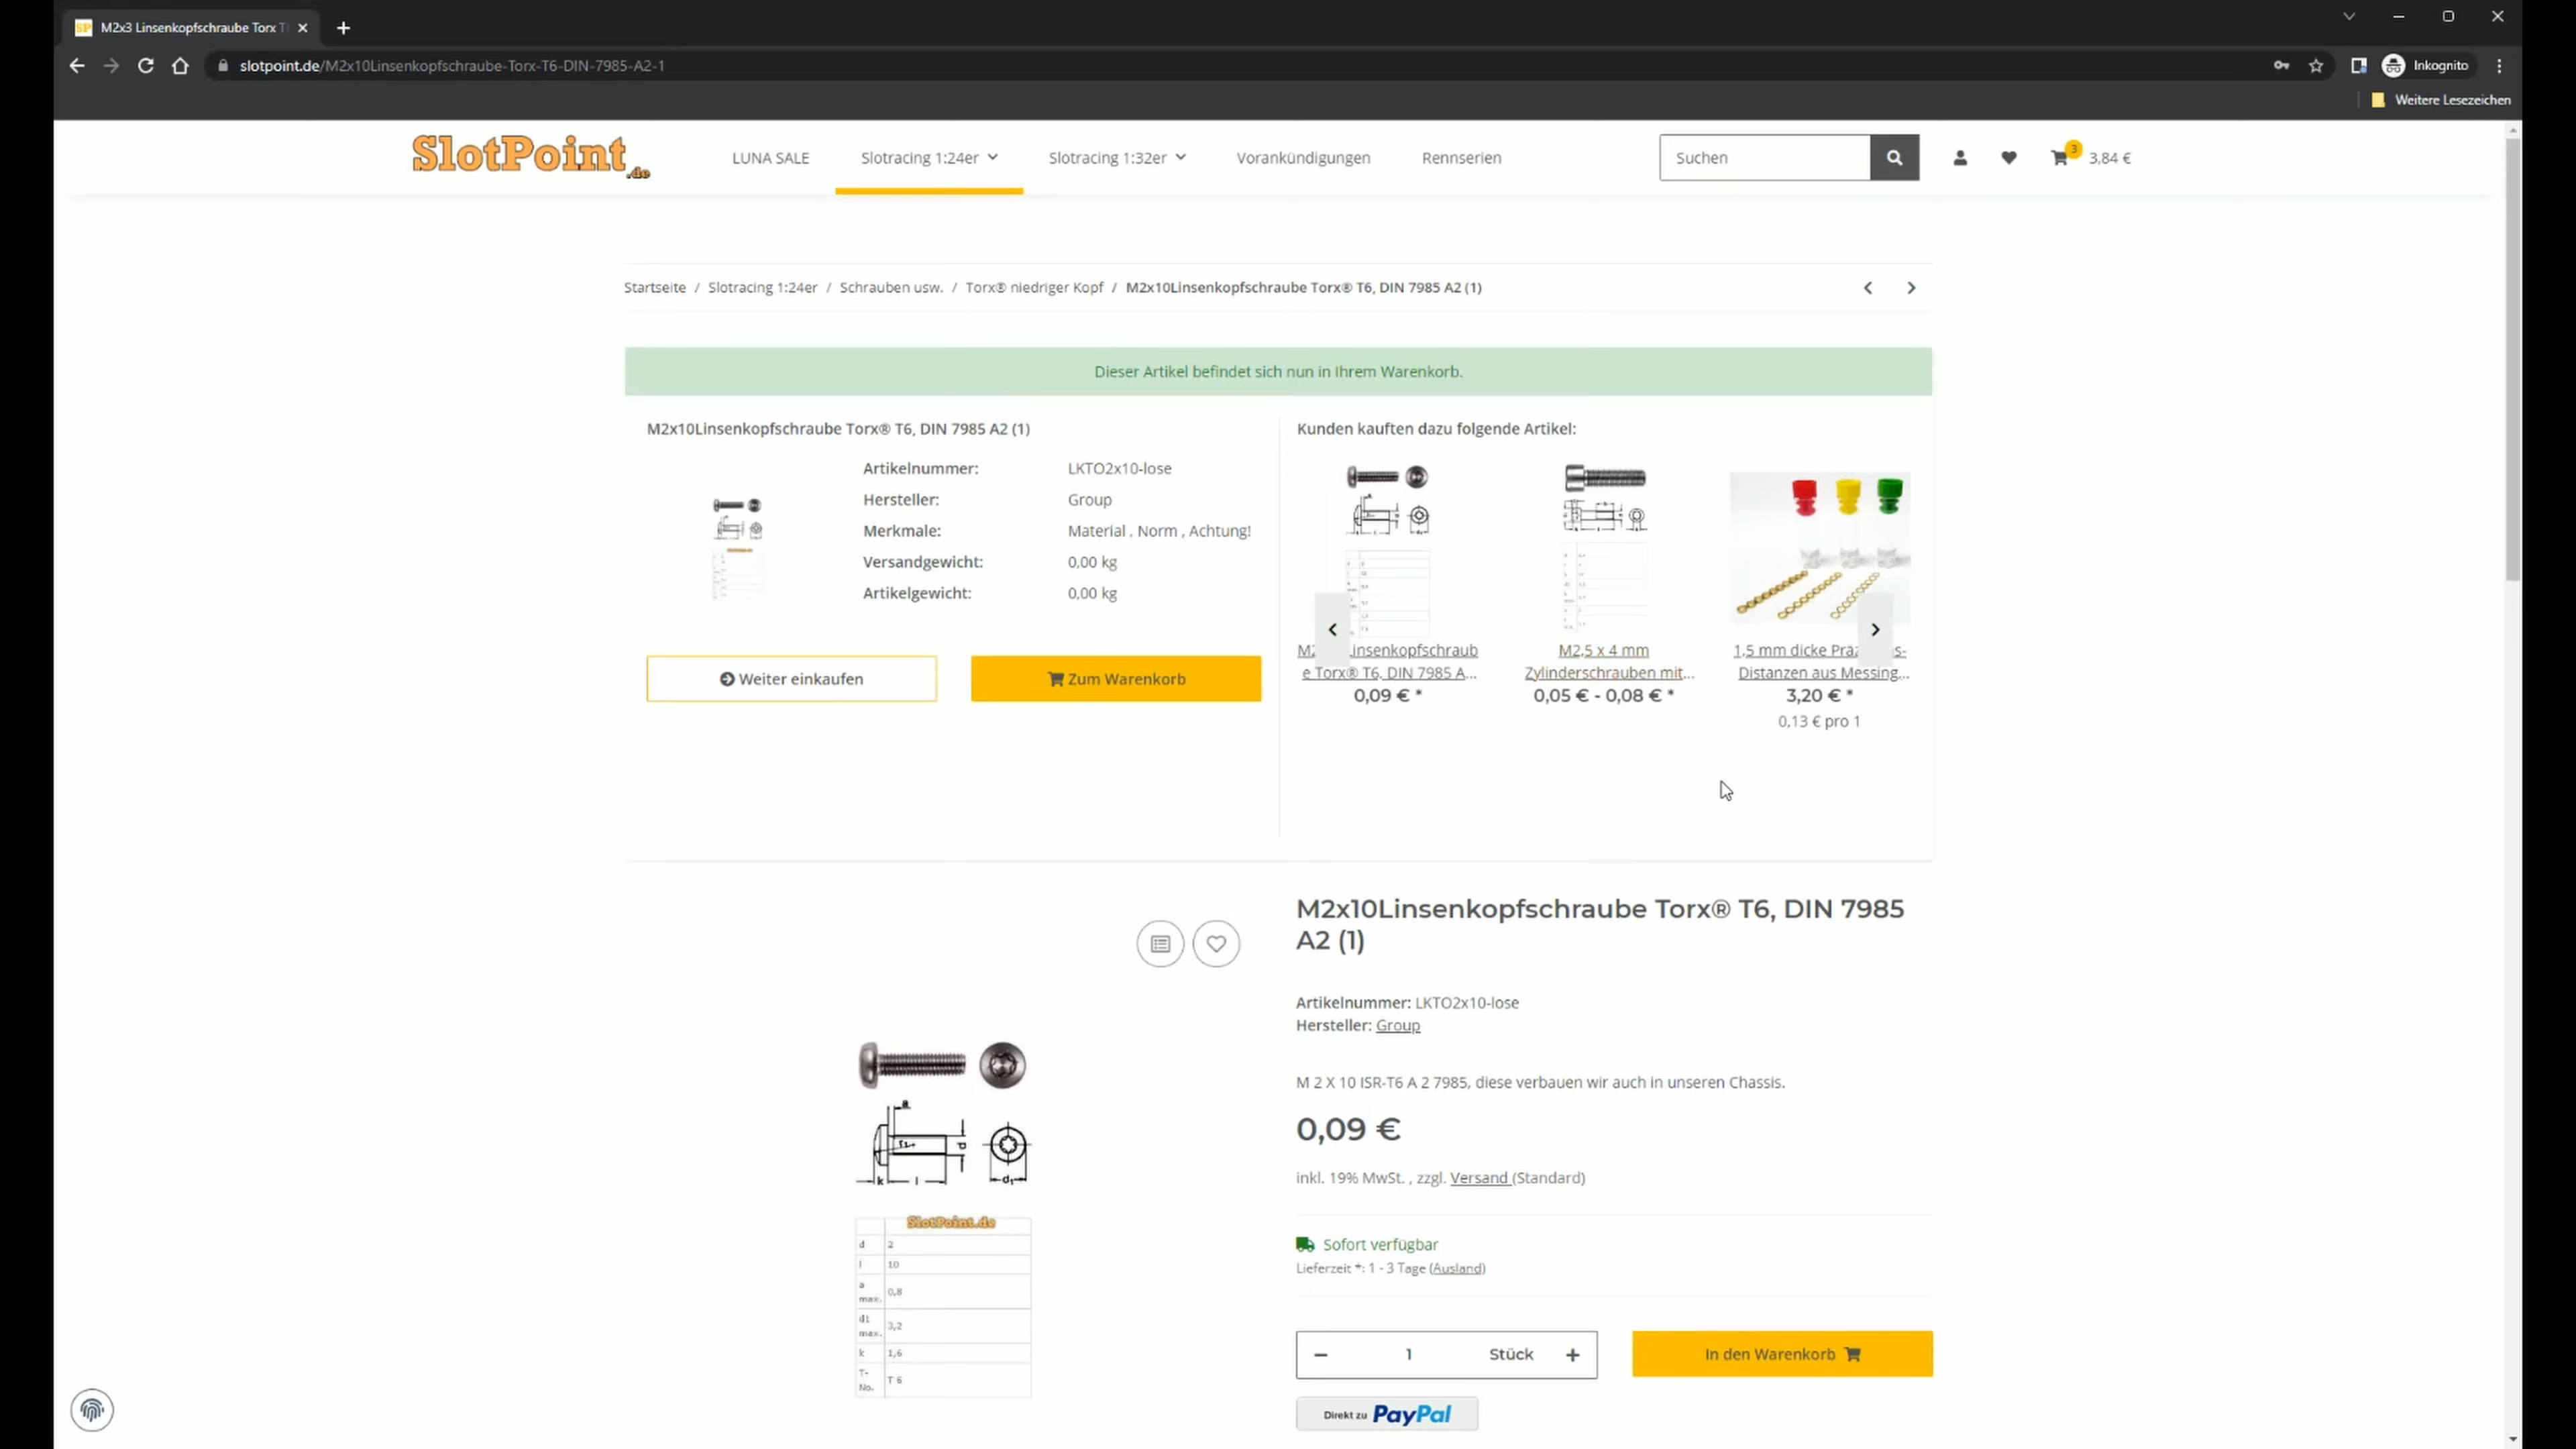 M2x3 Linsenkopfschraube Torx T
slotpoint.de/M2x10Linsenkopfschraube-Torx-T6-DIN-7985-A2-1
Inkognito
Weitere Lesezeichen
SlotPoint.de
LUNA SALE
Slotracing 1:24er
Slotracing 1:32er
Vorankündigungen
Rennserien
Suchen
3
3,84 €
Startseite / Slotracing 1:24er / Schrauben usw. / Torx® niedriger Kopf / M2x10Linsenkopfschraube Torx® T6, DIN 7985 A2 (1)
Dieser Artikel befindet sich nun in Ihrem Warenkorb.
M2x10Linsenkopfschraube Torx® T6, DIN 7985 A2 (1)
Artikelnummer: LKTO2x10-lose
Hersteller: Group
Merkmale: Material , Norm , Achtung!
Versandgewicht: 0,00 kg
Artikelgewicht: 0,00 kg
Weiter einkaufen
Zum Warenkorb
Kunden kauften dazu folgende Artikel:
e Torx® T6, DIN 7985 A...
0,09 € *
M2,5 x 4 mm
Zylinderschrauben mit...
0,05 € - 0,08 € *
1,5 mm dicke
Distanzen aus Messing...
3,20 € *
0,13 € pro 1
M2x10Linsenkopfschraube Torx® T6, DIN 7985
A2 (1)
Artikelnummer: LKTO2x10-lose
Hersteller: Group
M 2 X 10 ISR-T6 A 2 7985, diese verbauen wir auch in unseren Chassis.
0,09 €
inkl. 19% MwSt. , zzgl. Versand (Standard)
Sofort verfügbar
Lieferzeit *: 1 - 3 Tage (Ausland)
− 1 Stück +
In den Warenkorb
Direkt zu PayPal
a
d
k l d1
SlotPoint.de
d 2
l 10
a max. 0,8
d1 max. 3,2
k 1,6
T-No. T 6